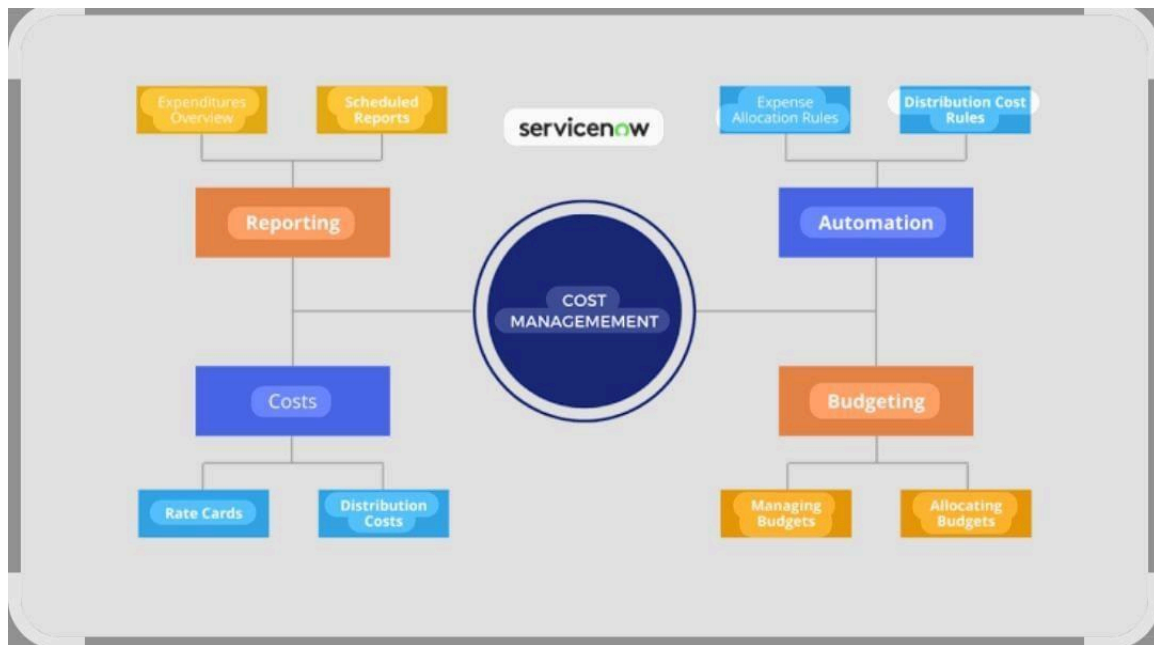 Expenditures
Overview
Scheduled
Reports
servicenow
Expense
Allocation Rules
Distribution Cost
Rules
Reporting
Automation
COST
MANAGEMEMENT
Costs
Budgeting
Rate Cards
Distribution
Costs
Managing
Budgets
Allocating
Budgets